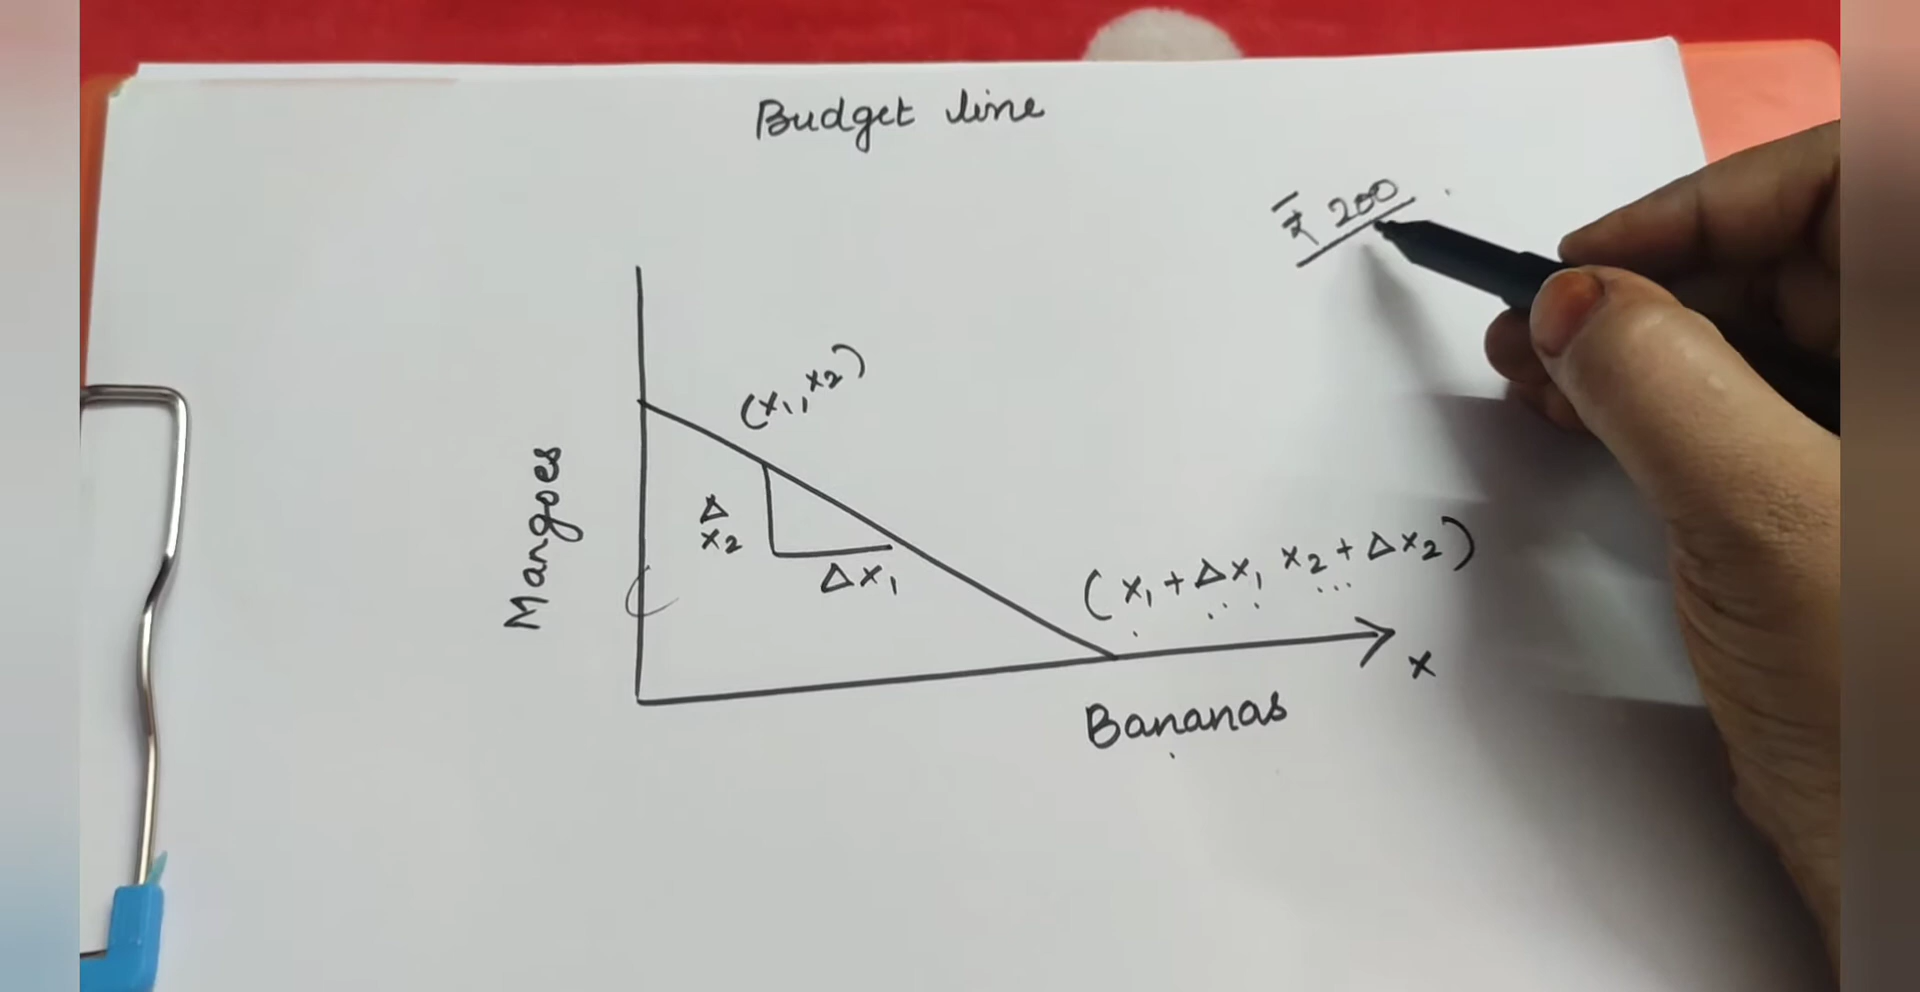 Budget line
₹ 200
(x₁, x₂)
Mangoes
Δ
x₂
Δx₁
(x₁ + Δx₁ x₂ + Δx₂)
x
Bananas